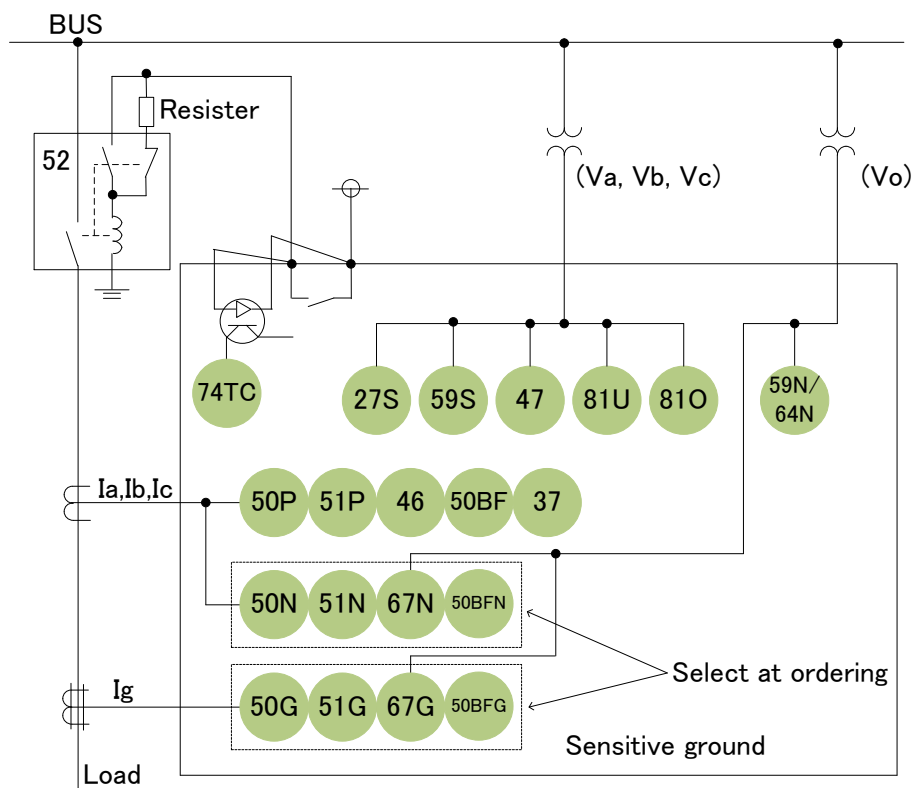 BUS
Resister
52
(Va, Vb, Vc)
(Vo)
74TC
27S
59S
47
81U
81O
59N/
64N
Ia,Ib,Ic
50P
51P
46
50BF
37
50N
51N
67N
50BFN
Select at ordering
Ig
50G
51G
67G
50BFG
Sensitive ground
Load